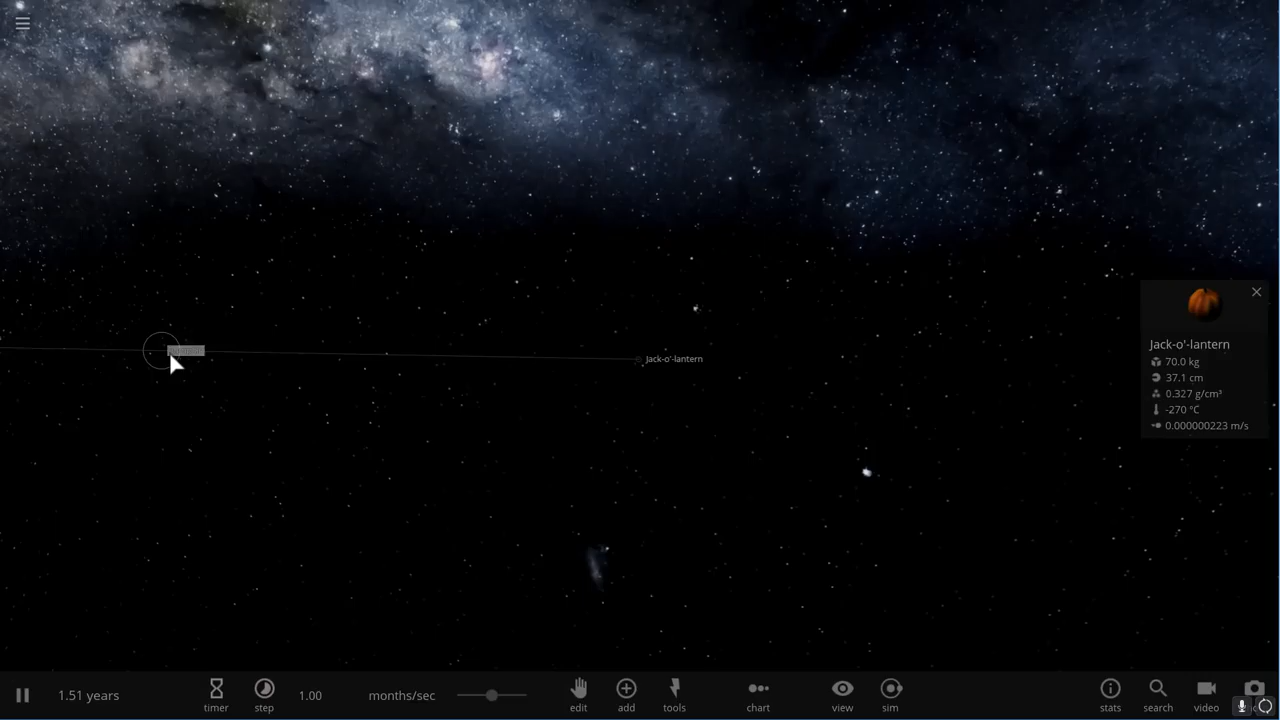 Jack-o'-lantern
Jack-o'-lantern
70.0 kg
37.1 cm
0.327 g/cm³
-270 °C
0.000000223 m/s
1.51 years
timer
step
1.00
months/sec
edit
add
tools
chart
view
sim
stats
search
video